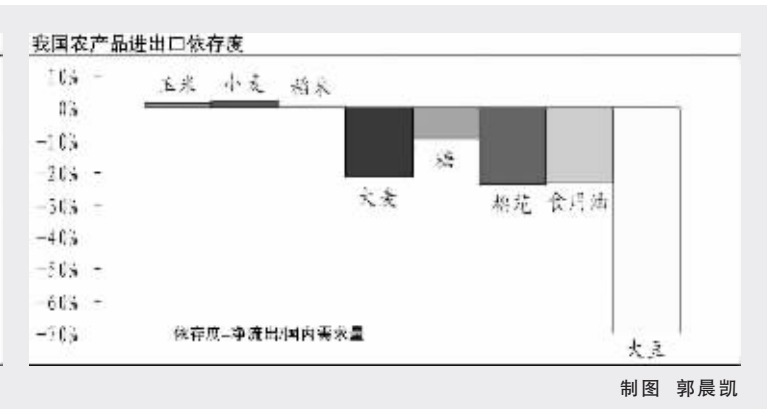 我国农产品进出口依存度
10%
玉米 小麦 稻米
0%
-10%
糖
-20%
大麦 棉花 食用油
-30%
-40%
-50%
-60%
-70%
依存度=净流出/国内需求量
大豆
制图 郭晨凯